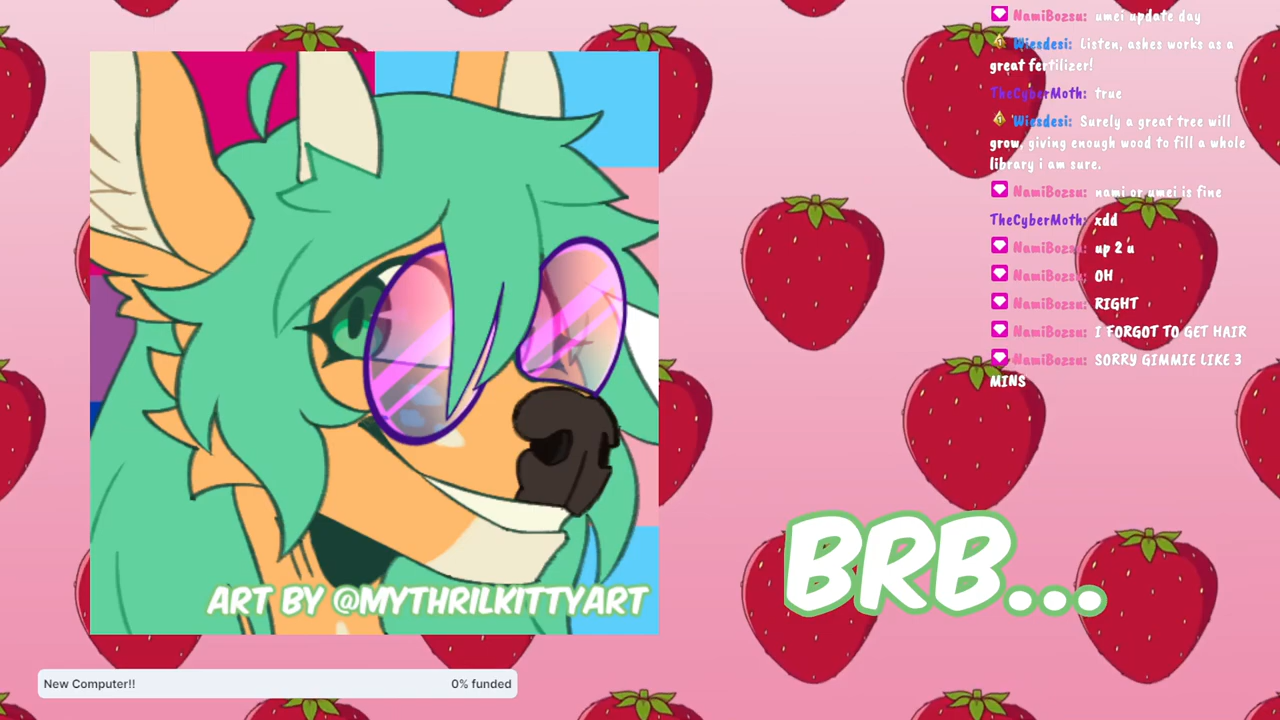 NamiBozsu: umei update day
Wiesdesi: Listen, ashes works as a
great fertilizer!
TheCyberMoth: true
Wiesdesi: Surely a great tree will
grow, giving enough wood to fill a whole
library i am sure.
NamiBozsu: nami or umei is fine
TheCyberMoth: xdd
NamiBozsu: up 2 u
NamiBozsu: OH
NamiBozsu: RIGHT
NamiBozsu: I FORGOT TO GET HAIR
NamiBozsu: SORRY GIMMIE LIKE 3
MINS
BRB...
ART BY @MYTHRILKITTYART
New Computer!! 0% funded